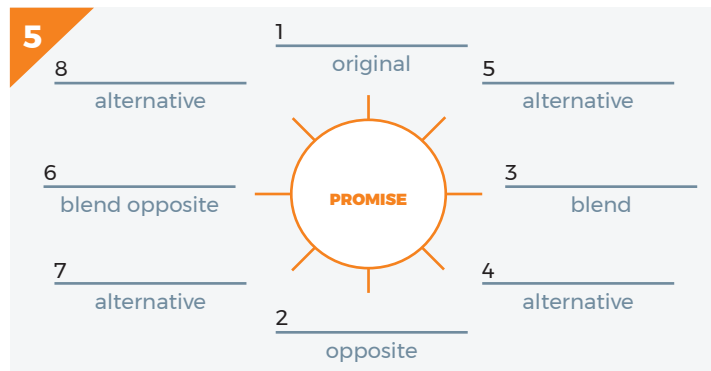 5
1
original
8
alternative
5
alternative
6
blend opposite
PROMISE
3
blend
7
alternative
4
alternative
2
opposite